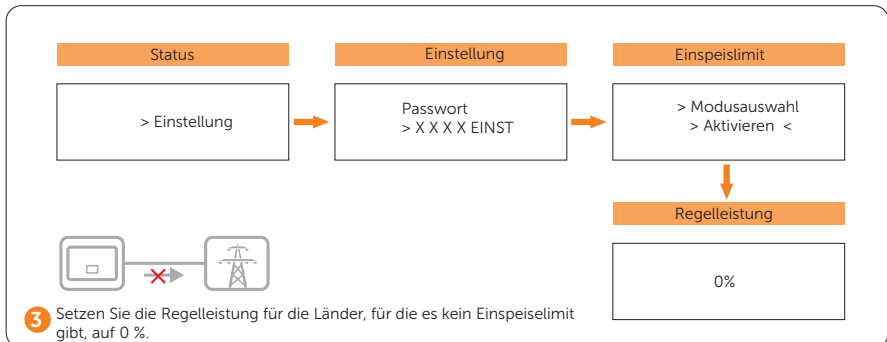 Status
Einstellung
Einspeislimit
> Einstellung
Passwort
> X X X X EINST
> Modusauswahl
> Aktivieren <
Regelleistung
0%
3 Setzen Sie die Regelleistung für die Länder, für die es kein Einspeiselimit
gibt, auf 0 %.